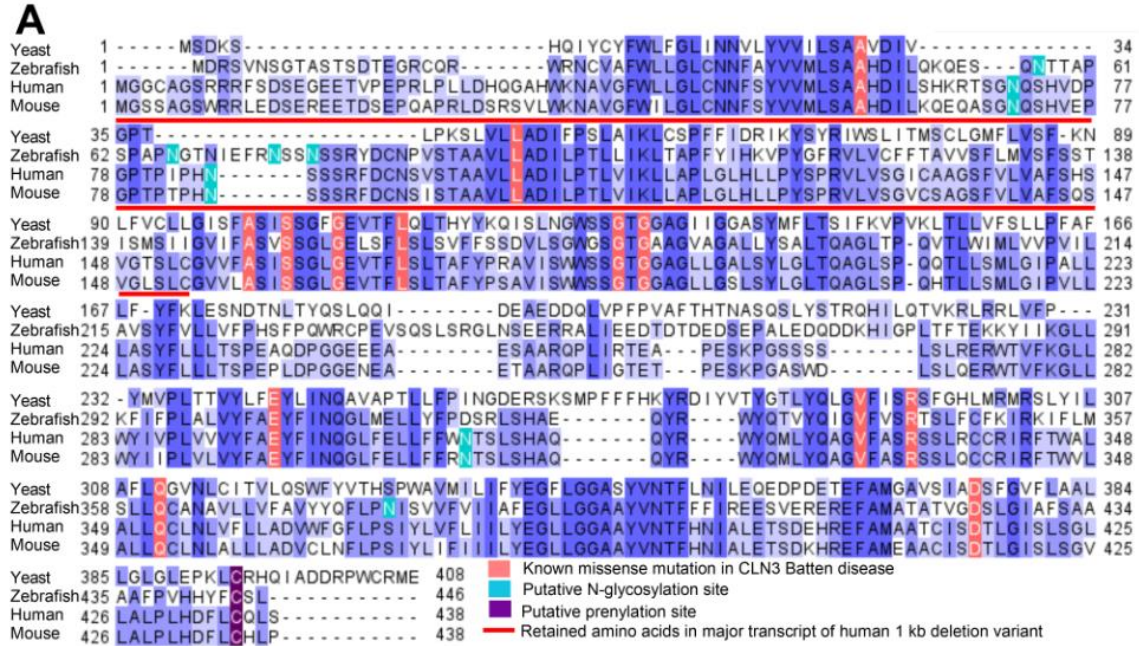 A
Yeast 1 -----MSDKS------------------------HQIYCYFWLFGLINNVLYVVILSAAVDIV-------------- 34
Zebrafish 1 ------MDRSVNSGTASTSDTEGRCQR-------WRNCVAFWLLGLCNNFAYVVMLSAAHDILQKQES---QNTTAP 61
Human 1 MGGCAGSRRRFSDSEGEETVPEPRLPLLDHQGAHWKNAVGFWLLGLCNNFSYVVMLSAAHDILSHKRTSGNQSHVDP 77
Mouse 1 MGSSAGSWRRLEDSEREETDSEPQAPRLDSRSVLWKNAVGFWILGLCNNFSYVVMLSAAHDILKQEQASGNQSHVEP 77
Yeast 35 GPT---------------------LPKSLVLLADIFPSLAIKLCSPFFIDRIKYSYRIWSLITMSCLGMFLVSF-KN 89
Zebrafish 62 SPAPNGTNIEFRNSSNSSSRYDCNPVSTAAVLLADILPTLLIKLTAPFYIHKVPYGFRVLVCFFTAVVSFLMVSFSST 138
Human 78 GPTPIPHN-------SSSRFDCNSVSTAAVLLADILPTLVIKLLAPLGLHLLPYSPRVLVSGICAAGSFVLVAFSHS 147
Mouse 78 GPTPTPHN-------SSSRFDCNSISTAAVLLADILPTLVIKLLAPLGLHLLPYSPRVLVSGVCSAGSFVLVAFSQS 147
Yeast 90 LFVCLLGISFASISSGFGEVTFLQLTHYYKQISLNGWSSGTGGAGIIGGASYMFLTSIFKVPVKLTLLVFSLLPFAF 166
Zebrafish 139 ISMSIIGVIFASVSSGLGELSFLSLSVFFSSDVLSGWGSGTGAAGVAGALLYSALTQAGLTP-QVTLWIMLVVPVIL 214
Human 148 VGTSLCGVVFASISSGLGEVTFLSLTAFYPRAVISWWSSGTGGAGLLGALSYLGLTQAGLSP-QQTLLSMLGIPALL 223
Mouse 148 VGLSLCGVVLASISSGLGEVTFLSLTAFYPSAVISWWSSGTGGAGLLGALSYLGLTQAGLSP-QHTLLSMLGIPVLL 223
Yeast 167 LF-YFKLESNDTNLTYQSLQQI--------DEAEDDQLVPFPVAFTHTNASQSLYSTRQHILQTVKRLRRLVFP--- 231
Zebrafish 215 AVSYFVLLVFPHSFPQWRCPEVSQSLSRGLNSEERRALIEEDTDTDEDSEPALEDQDDKHIGPLTFTEKKYIIKGLL 291
Human 224 LASYFLLLTSPEAQDPGGEEEA--------ESAARQPLIRTEA---PESKPGSSSS-------LSLRERWTVFKGLL 282
Mouse 224 LASYFLLLTSPEPLDPGGENEA--------ETAARQPLIGTET---PESKPGASWD-------LSLQERWTVFKGLL 282
Yeast 232 -YMVPLTTVYLFEYLINQAVAPTLLFPINGDERSKSMPFFFHKYRDIYVTYGTLYQLGVFISRSFGHLMRMRSLYIL 307
Zebrafish 292 KFIFPLALVYFAEYFINQGLMELLYFPDSRLSHAE--------QYR----WYQTVYQIGVFVSRTSLFCFKIRKIFLM 357
Human 283 WYIVPLVVVYFAEYFINQGLFELLFFWNTSLSHAQ---------QYR----WYQMLYQAGVFASRSSLRCCRIRFTWAL 348
Mouse 283 WYIIPLVLVYFAEYFINQGLFELLFFRNTSLSHAQ---------QYR----WYQMLYQAGVFASRSSLQCCRIRFTWVL 348
Yeast 308 AFLQGVNLCITVLQSWFYVTHSPWAVMILIFYEGFLGGASYVNTFLNILEQEDPDETEFAMGAVSIADSFGVFLAAL 384
Zebrafish 358 SLLQCANAVLLVFAVYYQFLPNISVVFVIIAFEGLLGGASYVNTFFFIREESVEREREFAMATATVGDSLGIAFSAA 434
Human 349 ALLQCLNLVFLLADVWFGFLPSIYLVFLIILYEGLLGGAAYVNTFHNIALETSDEHREFAMAATCISDTLGISLSGL 425
Mouse 349 ALLQCLNLALLLADVCLNFLPSIYLIFIIILYEGLLGGAAYVNTFHNIALETSDKHREFAMEAACISDTLGISLSGV 425
Yeast 385 LGLGLEPKLCRHQIADDRPWCRME 408
Zebrafish 435 AAFPVHHYFCSL------------ 446
Human 426 LALPLHDFLCQLS----------- 438
Mouse 426 LALPLHDFLCHLP----------- 438
Known missense mutation in CLN3 Batten disease
Putative N-glycosylation site
Putative prenylation site
Retained amino acids in major transcript of human 1 kb deletion variant